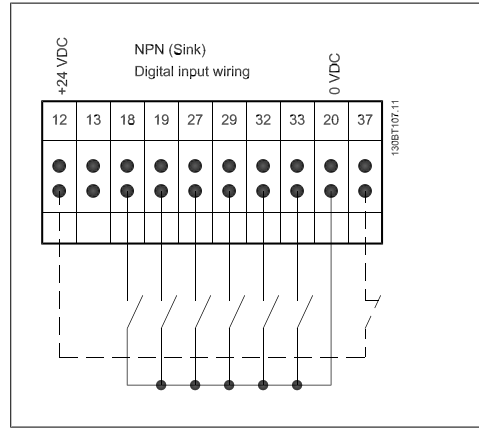 +24 VDC
NPN (Sink)
Digital input wiring
0 VDC
130BT107.11
12 13 18 19 27 29 32 33 20 37